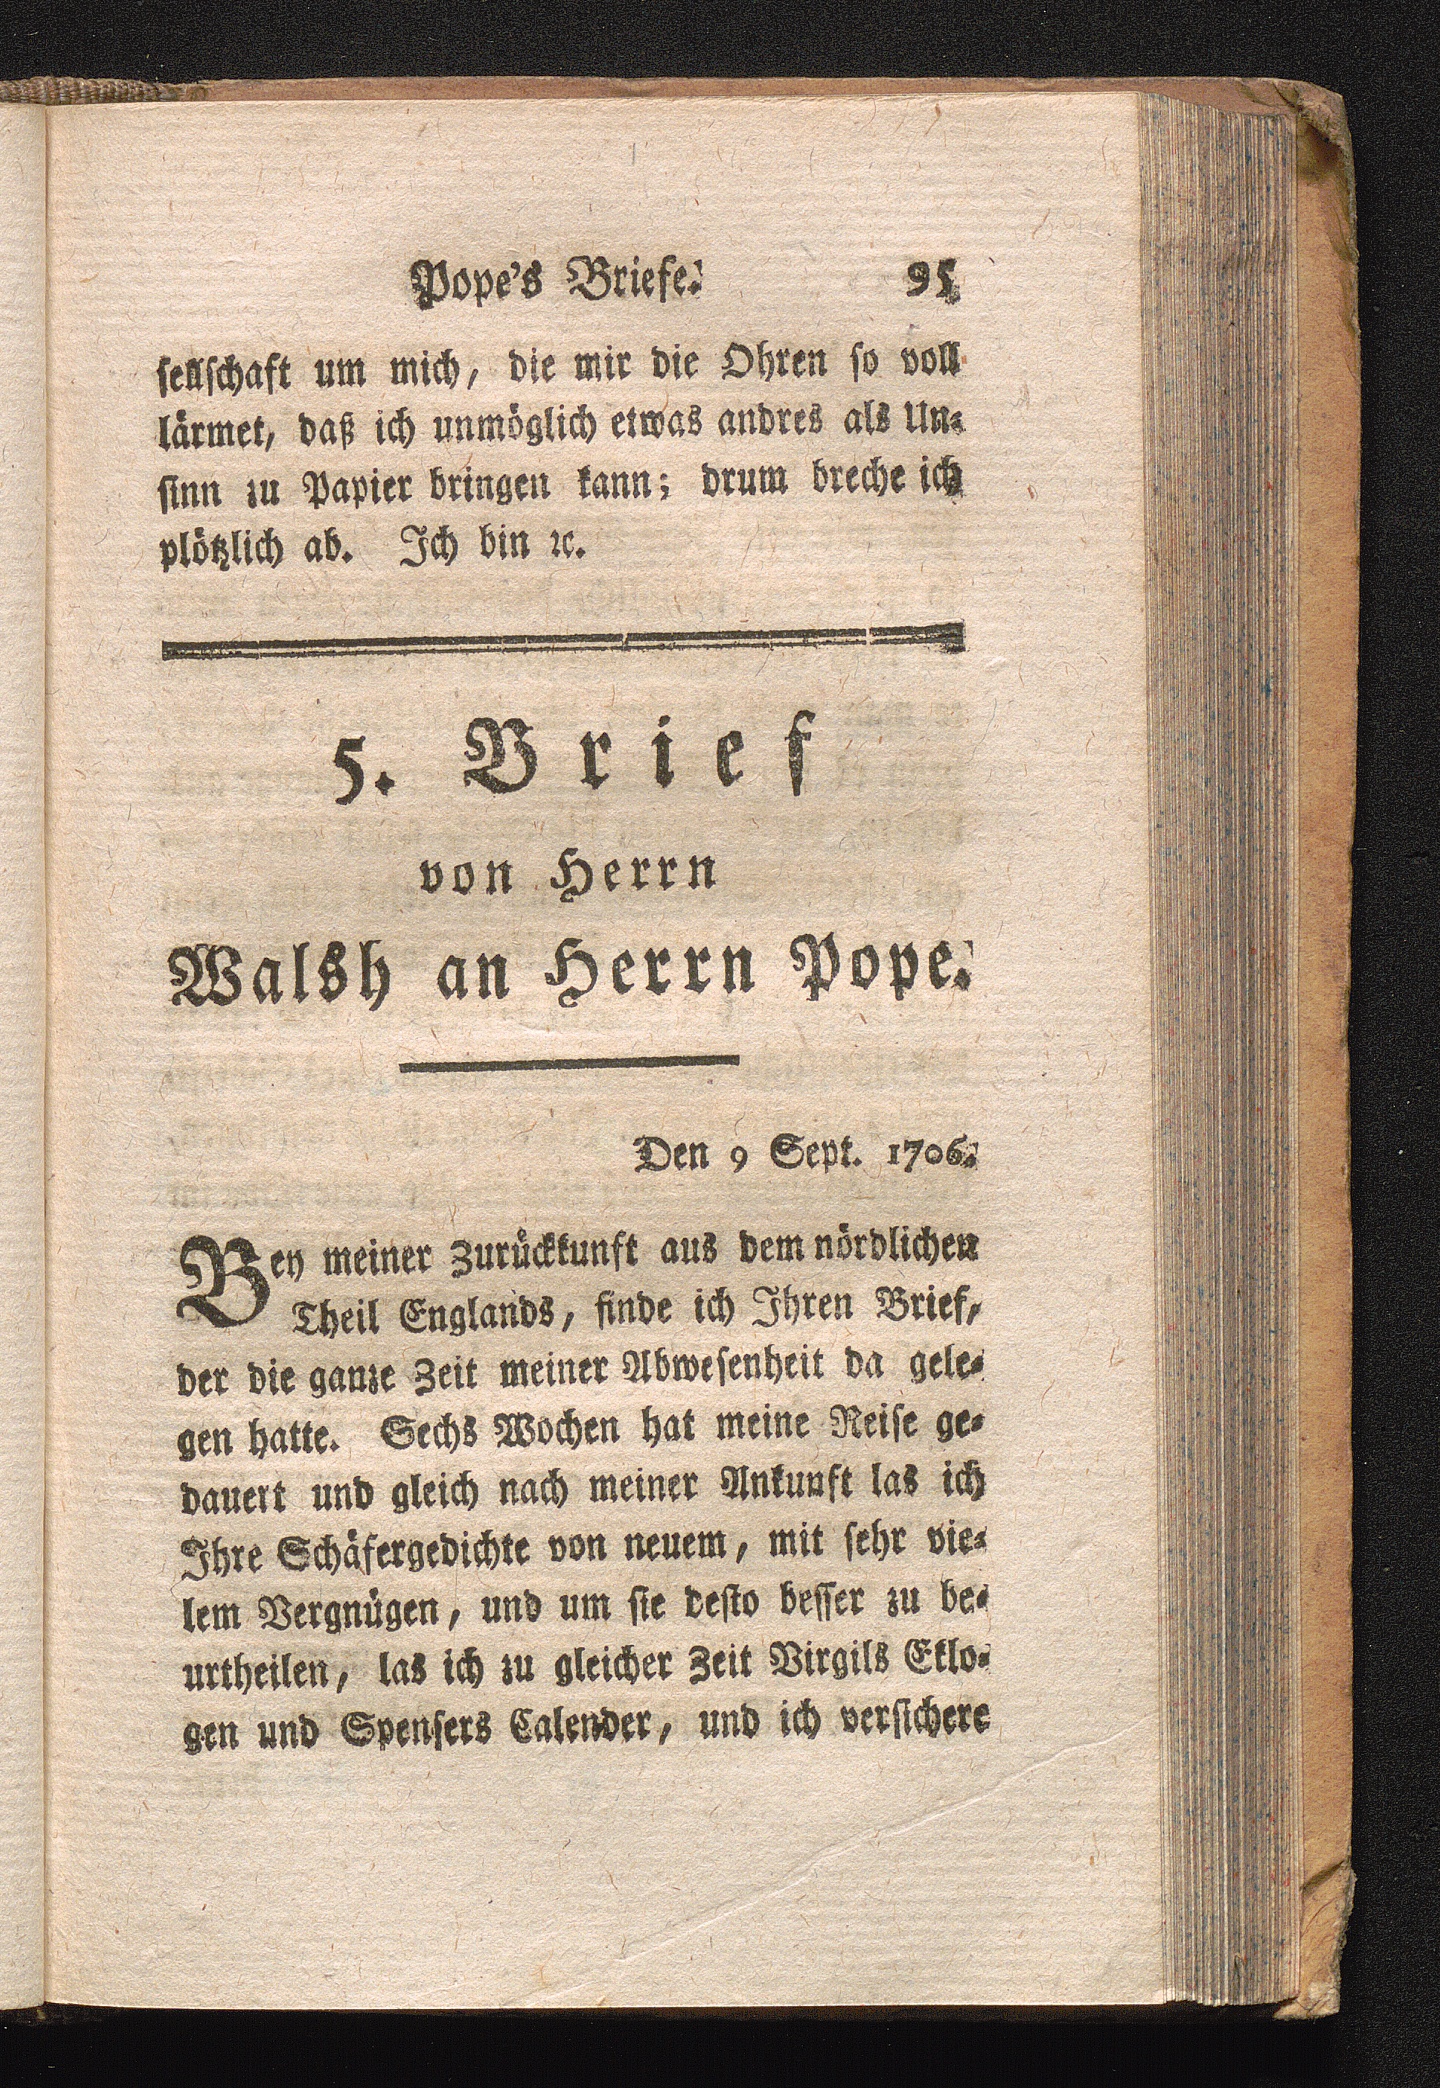 Pope's Briefe. 95
sellschaft um mich, die mir die Ohren so voll
lärmet, daß ich unmöglich etwas andres als Un-
sinn zu Papier bringen kann; drum breche ich
plötzlich ab. Ich bin ꝛc.
5. Brief
von Herrn
Walsh an Herrn Pope.
Den 9 Sept. 1706.
Bey meiner Zurückkunft aus dem nördlichen
Theil Englands, finde ich Ihren Brief,
der die ganze Zeit meiner Abwesenheit da gele-
gen hatte. Sechs Wochen hat meine Reise ge-
dauert und gleich nach meiner Ankunft las ich
Ihre Schäfergedichte von neuem, mit sehr vie-
lem Vergnügen, und um sie desto besser zu be-
urtheilen, las ich zu gleicher Zeit Virgils Eklo-
gen und Spensers Calender, und ich versichere